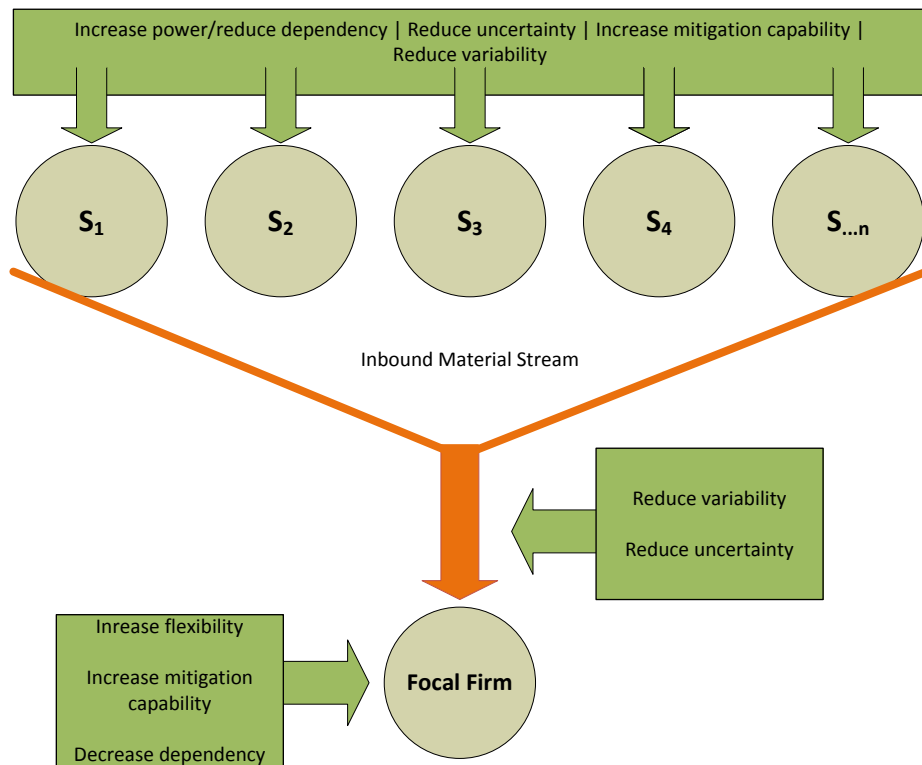 Increase power/reduce dependency | Reduce uncertainty | Increase mitigation capability |
Reduce variability
S1
S2
S3
S4
S...n
Inbound Material Stream
Reduce variability
Reduce uncertainty
Inrease flexibility
Increase mitigation
capability
Decrease dependency
Focal Firm